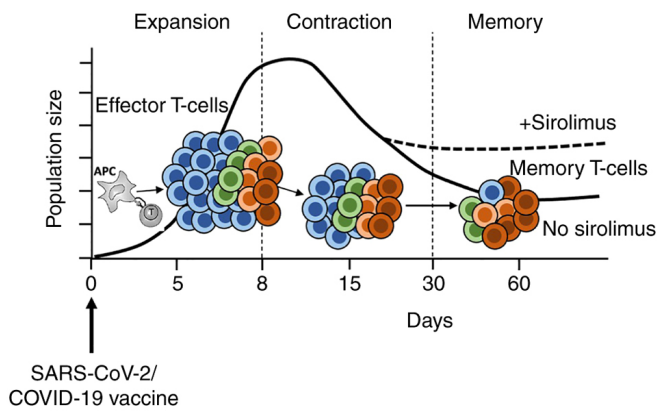 Expansion
Contraction
Memory
Population size
Effector T-cells
APC
T
+Sirolimus
Memory T-cells
No sirolimus
0
5
8
15
30
60
Days
SARS-CoV-2/
COVID-19 vaccine